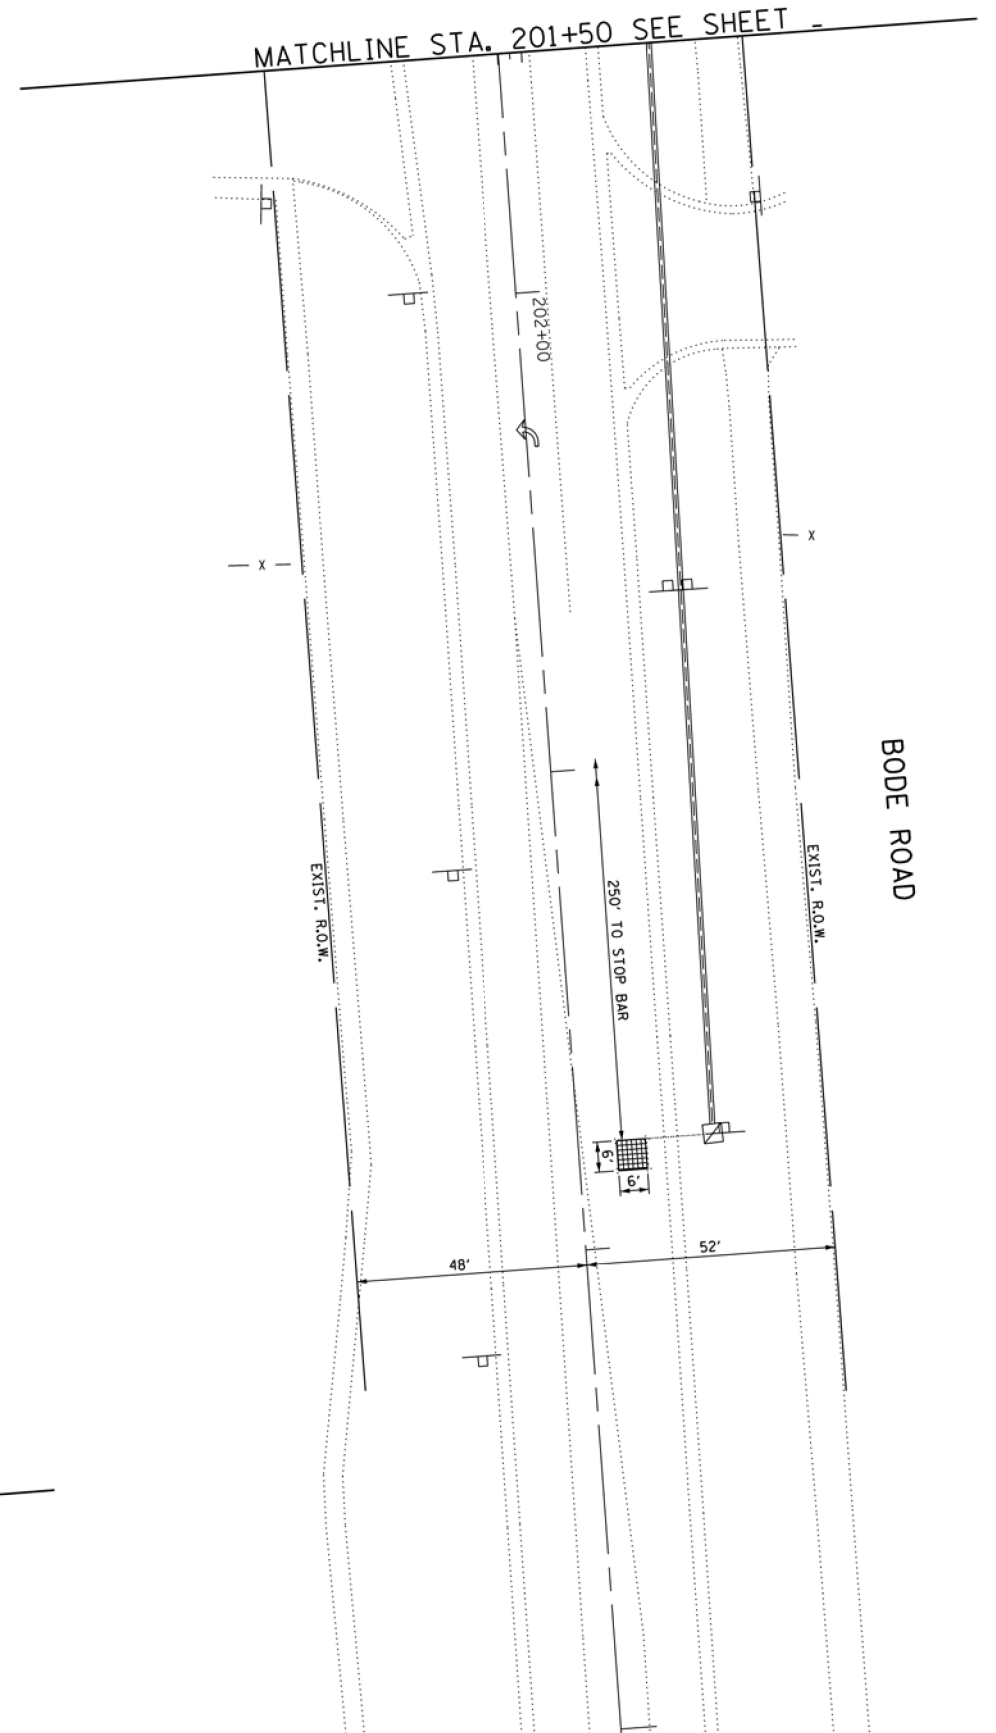 MATCHLINE STA. 201+50 SEE SHEET _
202+00
X
X
BODE ROAD
EXIST. R.O.W.
EXIST. R.O.W.
250' TO STOP BAR
6'
6'
52'
48'